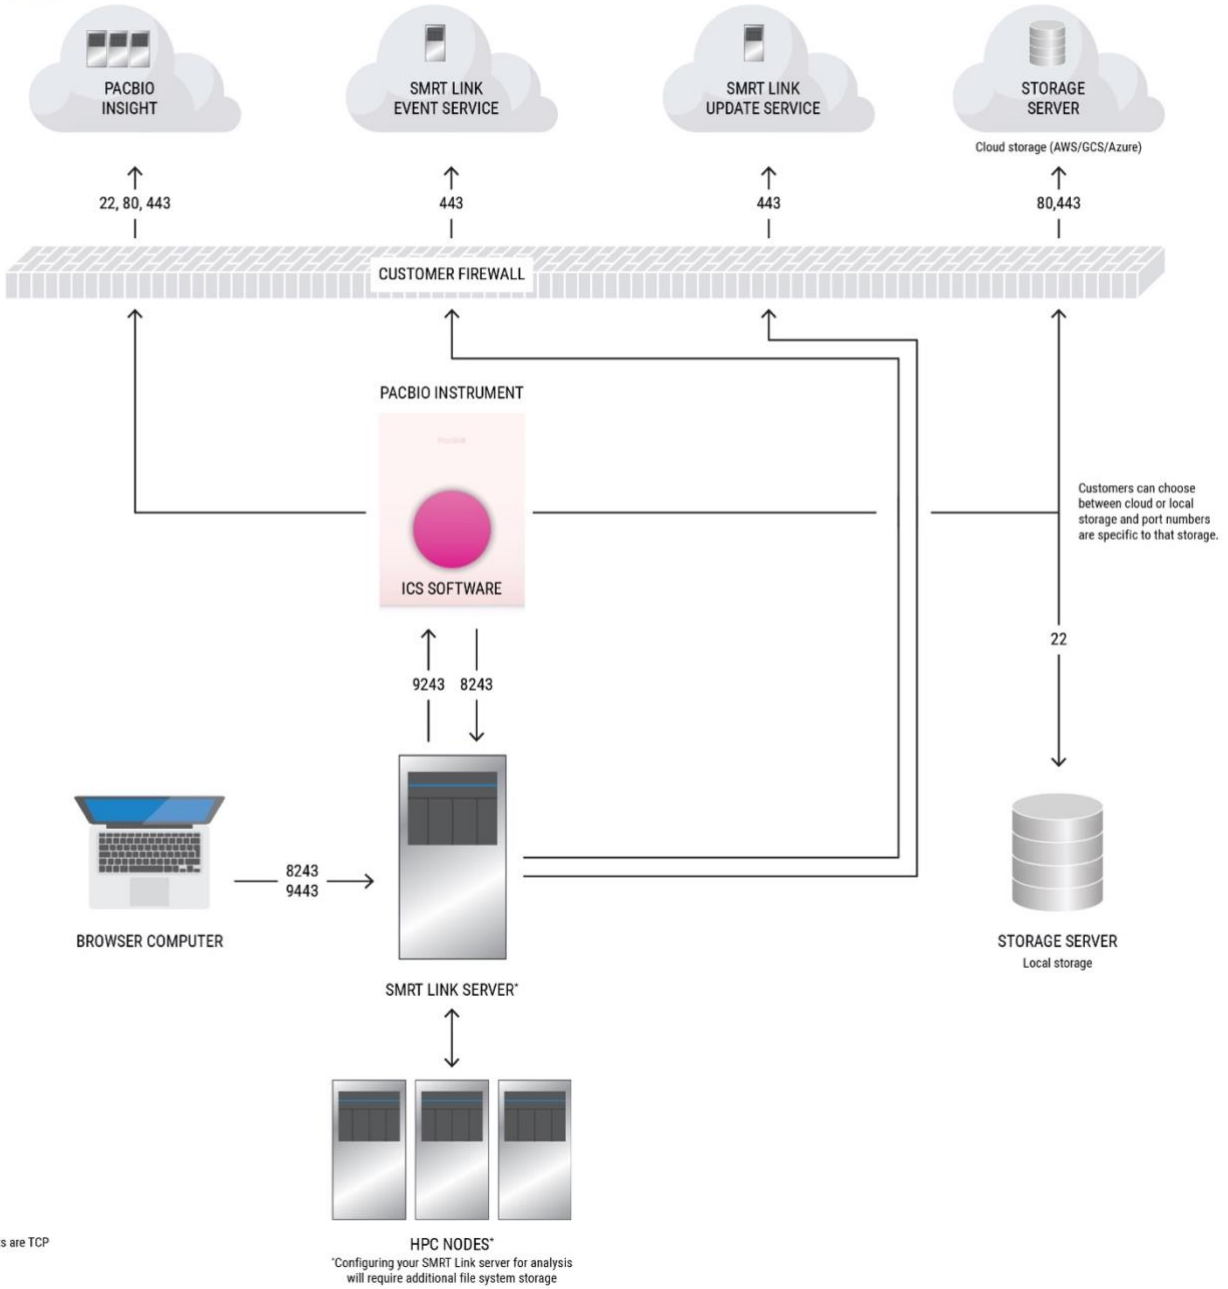 PACBIO
INSIGHT
SMRT LINK
EVENT SERVICE
SMRT LINK
UPDATE SERVICE
STORAGE
SERVER
Cloud storage (AWS/GCS/Azure)
22, 80, 443
443
443
80,443
CUSTOMER FIREWALL
PACBIO INSTRUMENT
ICS SOFTWARE
Customers can choose
between cloud or local
storage and port numbers
are specific to that storage.
22
9243
8243
8243
9443
BROWSER COMPUTER
SMRT LINK SERVER*
STORAGE SERVER
Local storage
HPC NODES*
*Configuring your SMRT Link server for analysis
will require additional file system storage
are TCP